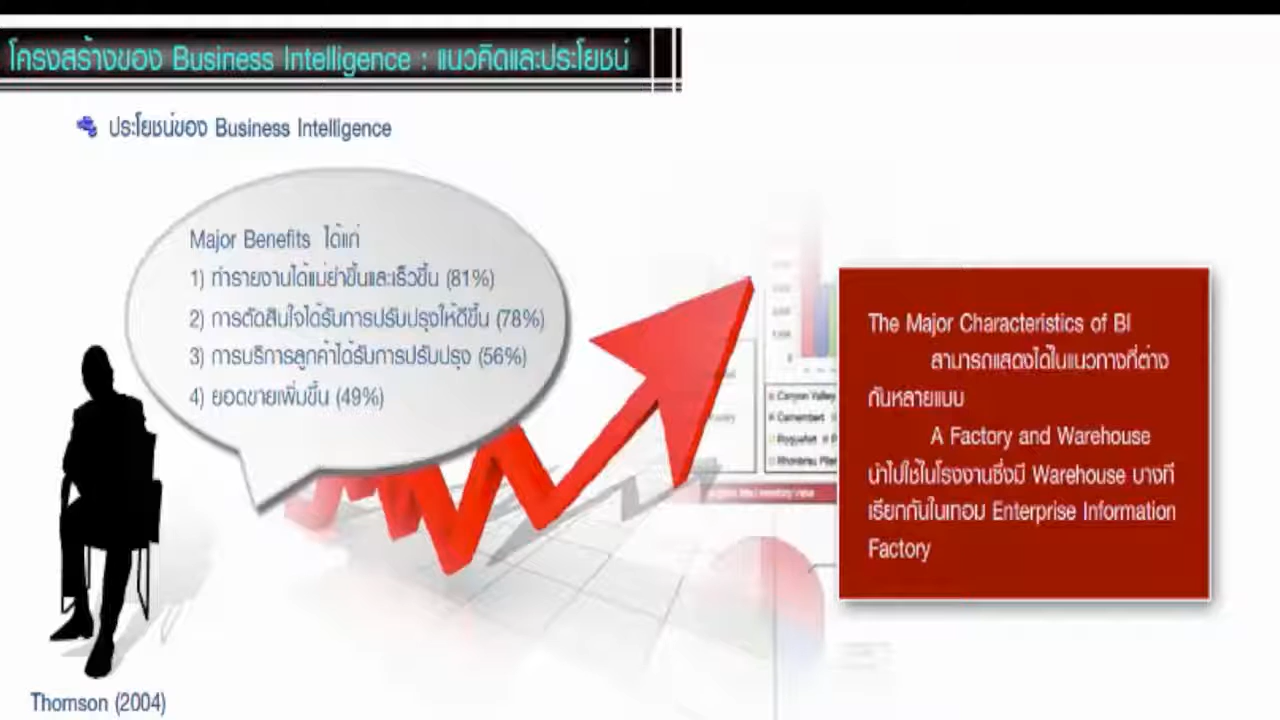 โครงสร้างของ Business Intelligence : แนวคิดและประโยชน์
ประโยชน์ของ Business Intelligence
Major Benefits ได้แก่
1) ทำรายงานได้แม่ยำขึ้นและเร็วขึ้น (81%)
2) การตัดสินใจได้รับการปรับปรุงให้ดีขึ้น (78%)
3) การบริการลูกค้าได้รับการปรับปรุง (56%)
4) ยอดขายเพิ่มขึ้น (49%)
Thomson (2004)
Canyon Valley
Camembert
The Major Characteristics of BI
สามารถแสดงได้ในแนวทางที่ต่าง
กันหลายแบบ
A Factory and Warehouse
นำไปใช้ในโรงงานซึ่งมี Warehouse บางที
เรียกกันในเทอม Enterprise Information
Factory